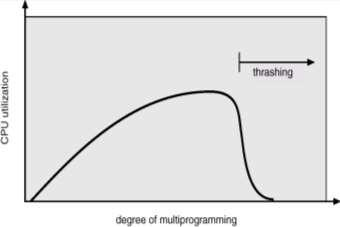 CPU utilization
thrashing
degree of multiprogramming